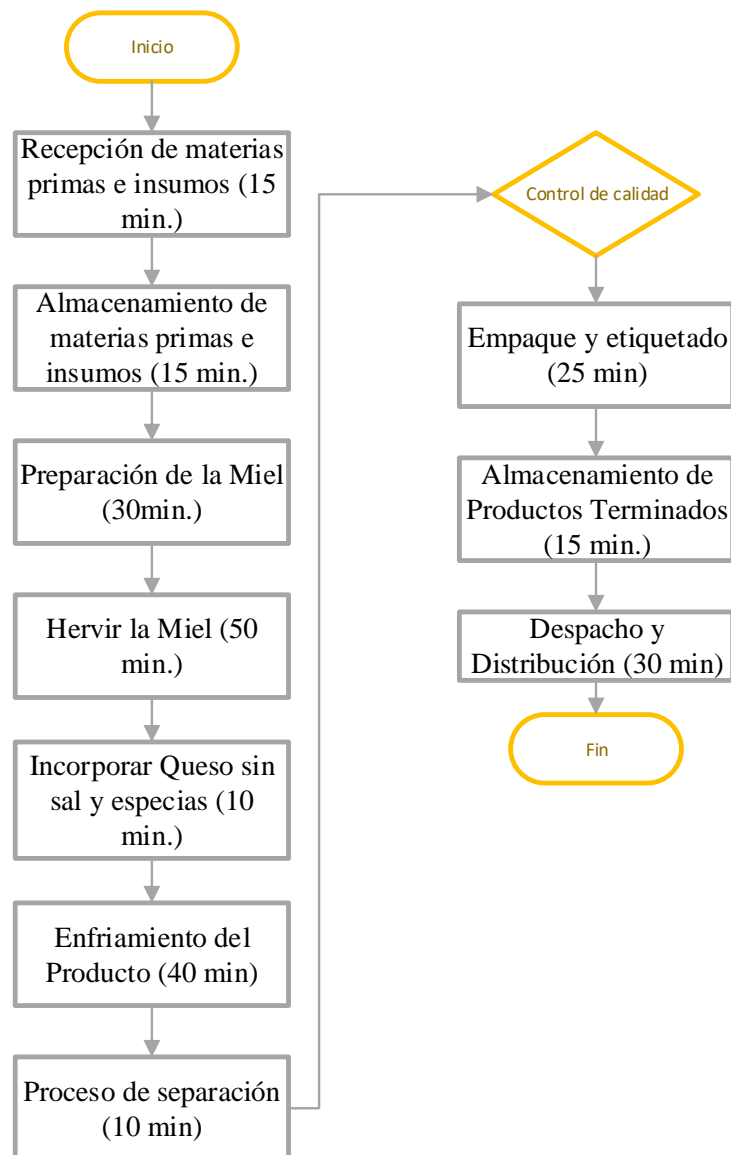 Inicio
Recepción de materias
primas e insumos (15
min.)
Almacenamiento de
materias primas e
insumos (15 min.)
Preparación de la Miel
(30min.)
Hervir la Miel (50
min.)
Incorporar Queso sin
sal y especias (10
min.)
Enfriamiento del
Producto (40 min)
Proceso de separación
(10 min)
Control de calidad
Empaque y etiquetado
(25 min)
Almacenamiento de
Productos Terminados
(15 min.)
Despacho y
Distribución (30 min)
Fin